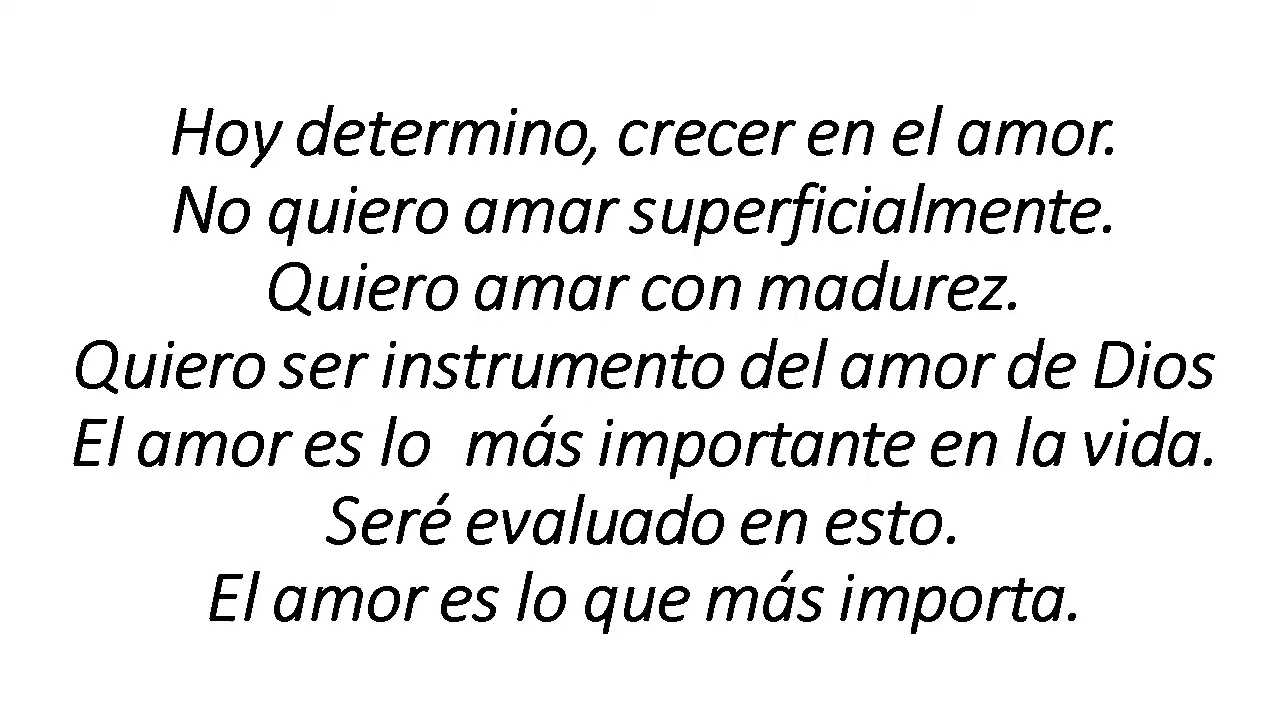 Hoy determino, crecer en el amor.
No quiero amar superficialmente.
Quiero amar con madurez.
Quiero ser instrumento del amor de Dios
El amor es lo  más importante en la vida.
Seré evaluado en esto.
El amor es lo que más importa.